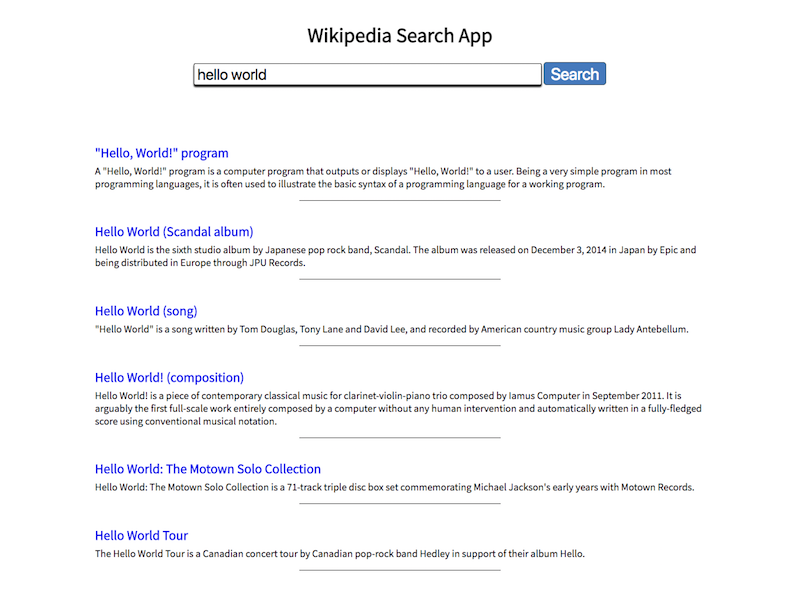 Wikipedia Search App
hello world
Search
"Hello, World!" program
A "Hello, World!" program is a computer program that outputs or displays "Hello, World!" to a user. Being a very simple program in most
programming languages, it is often used to illustrate the basic syntax of a programming language for a working program.
Hello World (Scandal album)
Hello World is the sixth studio album by Japanese pop rock band, Scandal. The album was released on December 3, 2014 in Japan by Epic and
being distributed in Europe through JPU Records.
Hello World (song)
"Hello World" is a song written by Tom Douglas, Tony Lane and David Lee, and recorded by American country music group Lady Antebellum.
Hello World! (composition)
Hello World! is a piece of contemporary classical music for clarinet-violin-piano trio composed by Iamus Computer in September 2011. It is
arguably the first full-scale work entirely composed by a computer without any human intervention and automatically written in a fully-fledged
score using conventional musical notation.
Hello World: The Motown Solo Collection
Hello World: The Motown Solo Collection is a 71-track triple disc box set commemorating Michael Jackson's early years with Motown Records.
Hello World Tour
The Hello World Tour is a Canadian concert tour by Canadian pop-rock band Hedley in support of their album Hello.